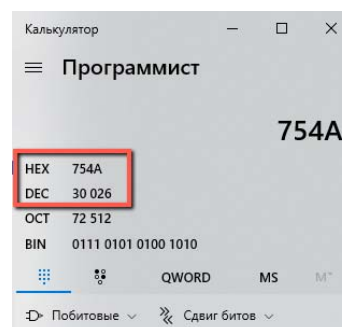 Калькулятор
Программист
754A
HEX 754A
DEC 30 026
OCT 72 512
BIN 0111 0101 0100 1010
QWORD MS M˅
Побитовые Сдвиг битов